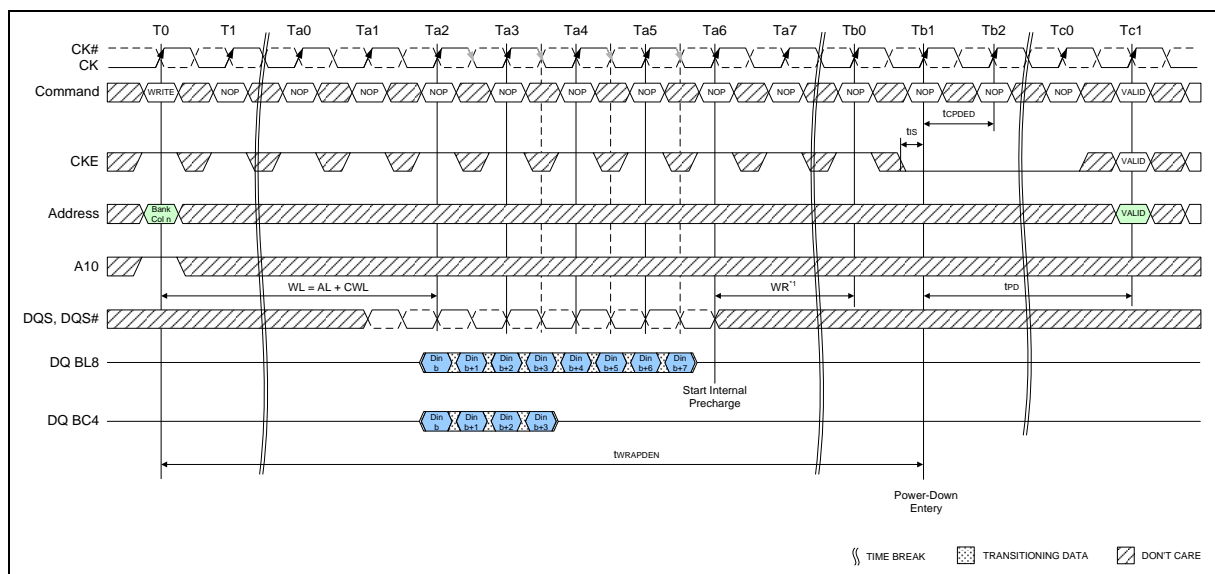 T0 T1 Ta0 Ta1 Ta2 Ta3 Ta4 Ta5 Ta6 Ta7 Tb0 Tb1 Tb2 Tc0 Tc1
CK#
CK
Command WRITE NOP NOP NOP NOP NOP NOP NOP NOP NOP NOP NOP NOP NOP VALID
tCPDED
tIS
CKE VALID
Address Bank Col n VALID
A10
WL = AL + CWL WR*1 tPD
DQS, DQS#
DQ BL8 Din b Din b+1 Din b+2 Din b+3 Din b+4 Din b+5 Din b+6 Din b+7
Start Internal
Precharge
DQ BC4 Din b Din b+1 Din b+2 Din b+3
tWRAPDEN
Power-Down
Entery
TIME BREAK TRANSITIONING DATA DON'T CARE